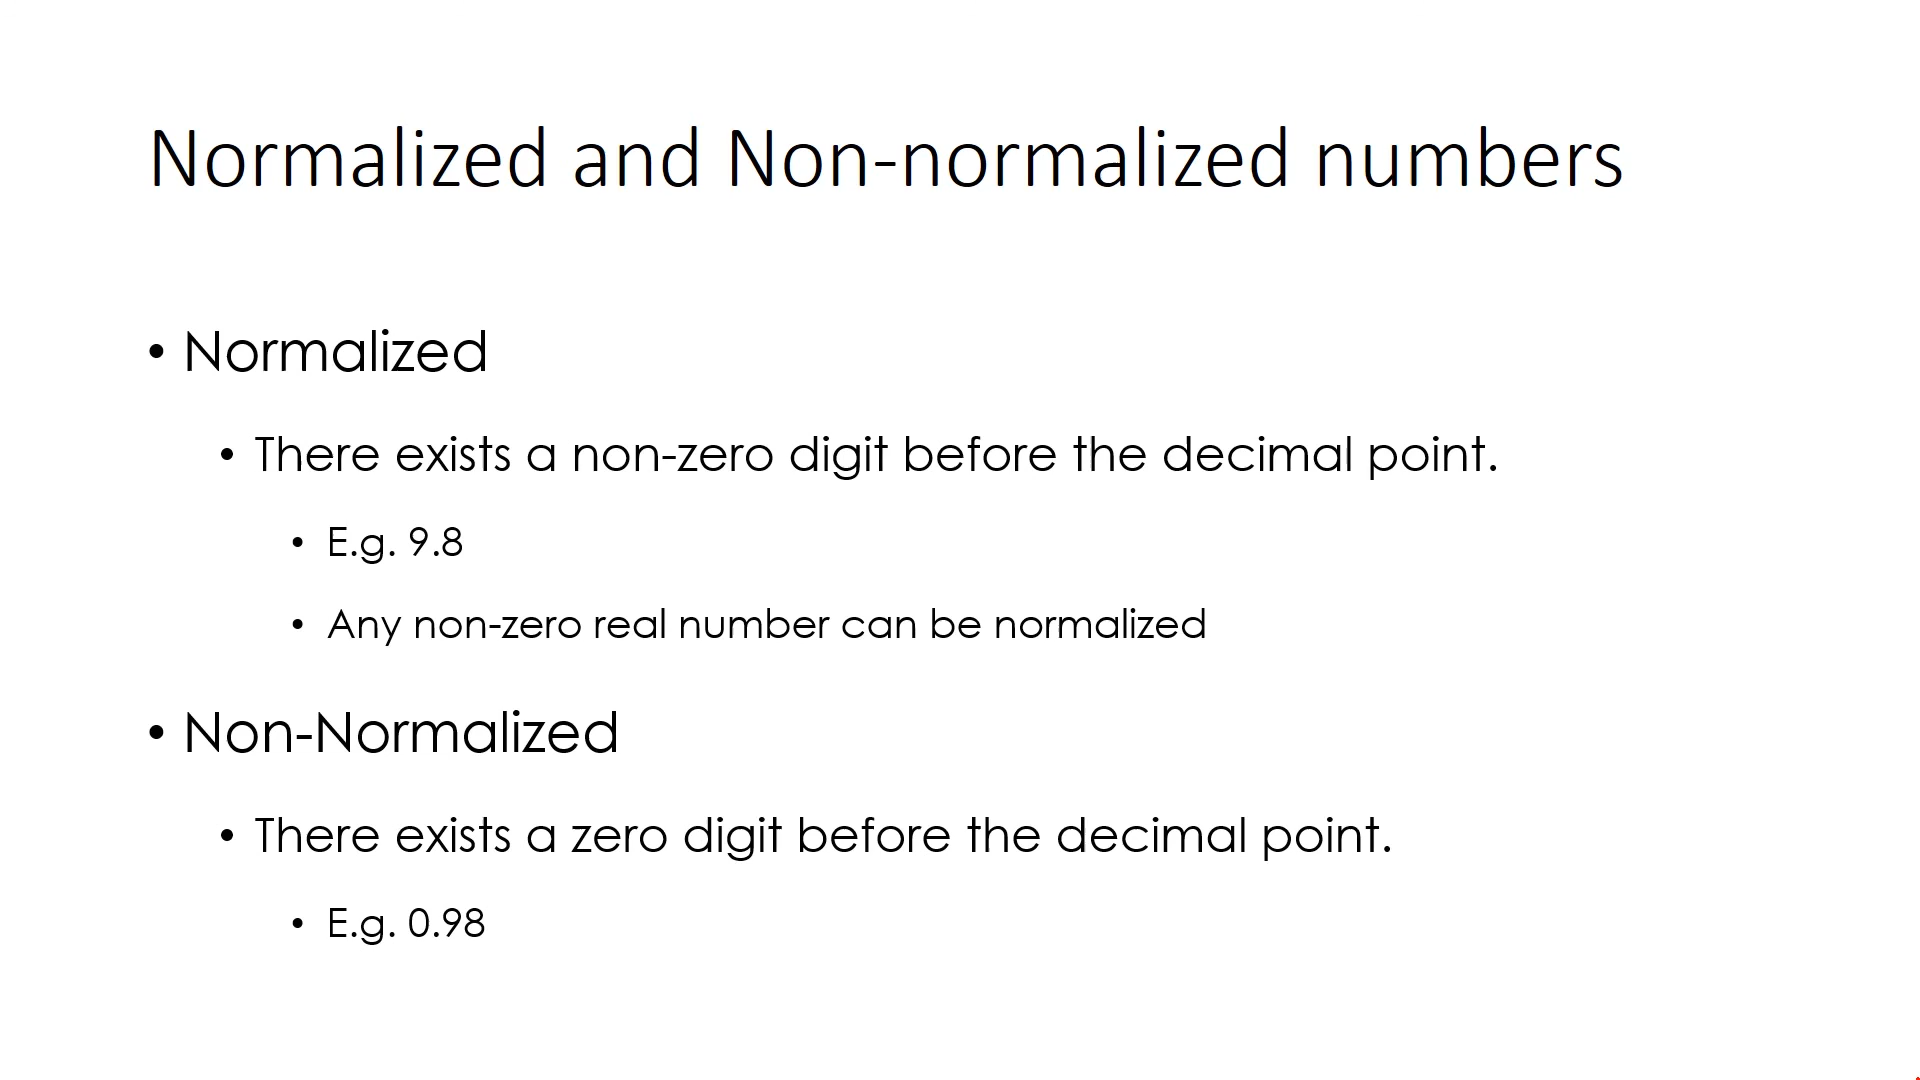 Normalized and Non-normalized numbers
• Normalized
• There exists a non-zero digit before the decimal point.
• E.g. 9.8
• Any non-zero real number can be normalized
• Non-Normalized
• There exists a zero digit before the decimal point.
• E.g. 0.98